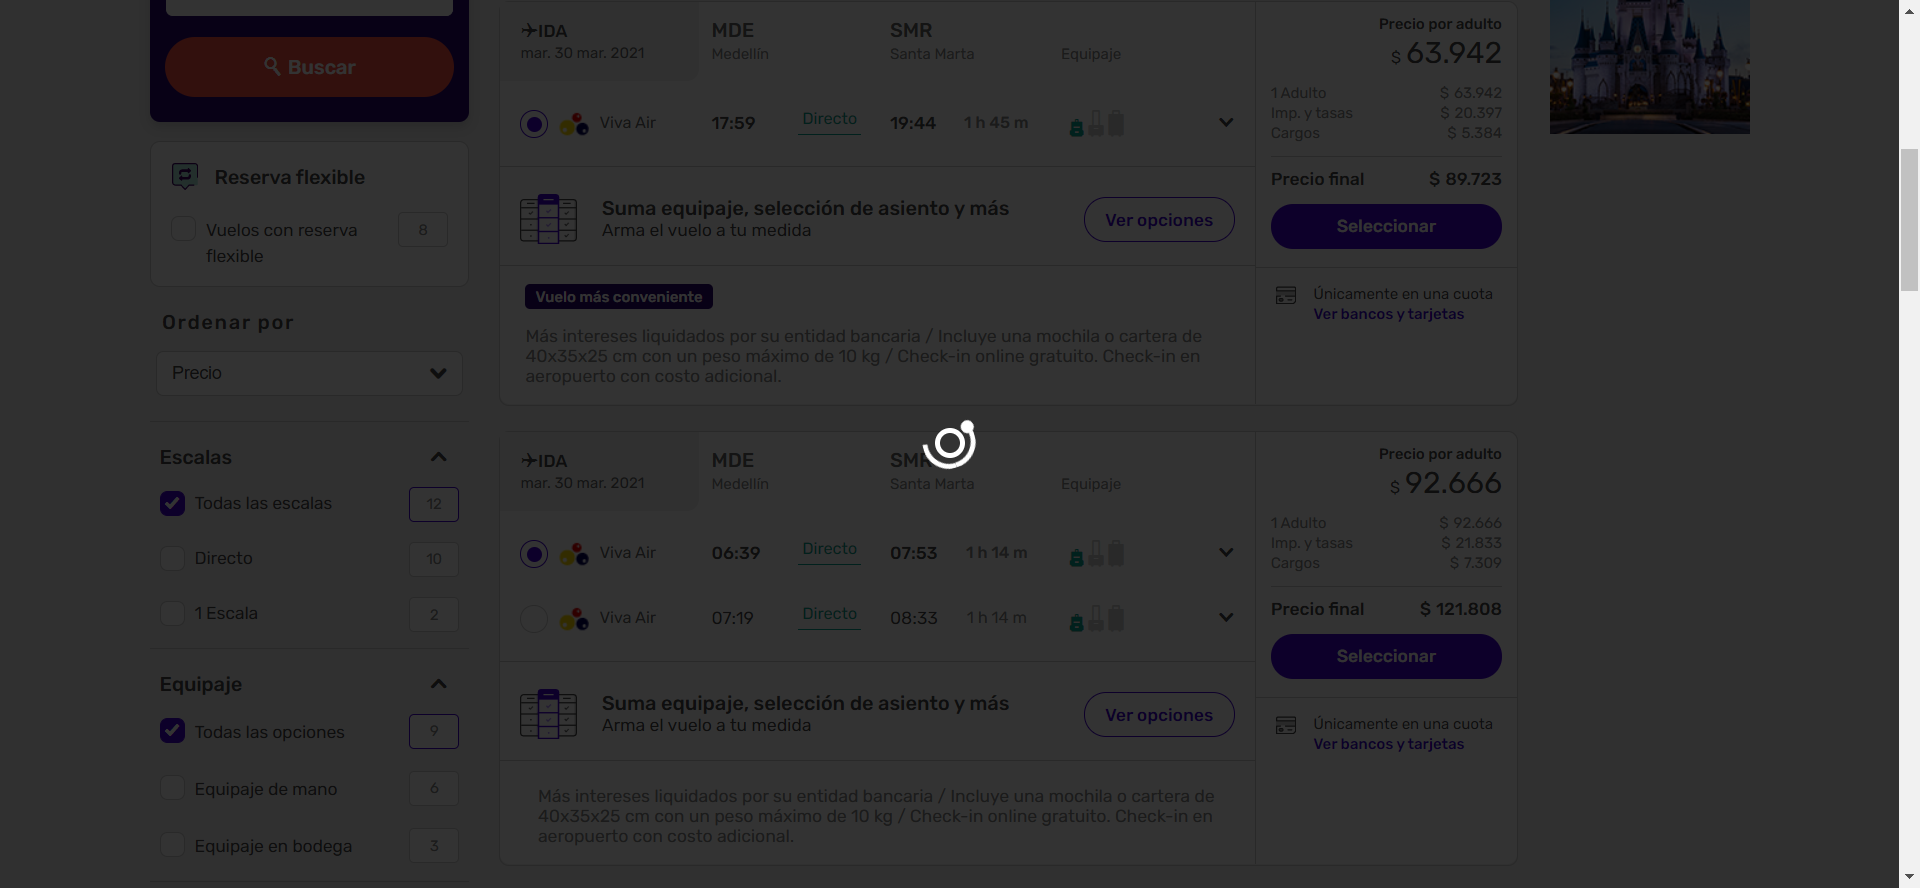 Buscar
Reserva flexible
Vuelos con reserva flexible
8
Ordenar por
Precio
Escalas
Todas las escalas
12
Directo
10
1 Escala
2
Equipaje
Todas las opciones
9
Equipaje de mano
6
Equipaje en bodega
3
IDA
mar. 30 mar. 2021
MDE
Medellín
SMR
Santa Marta
Equipaje
Viva Air
17:59
Directo
19:44
1 h 45 m
Suma equipaje, selección de asiento y más
Arma el vuelo a tu medida
Ver opciones
Vuelo más conveniente
Más intereses liquidados por su entidad bancaria / Incluye una mochila o cartera de
40x35x25 cm con un peso máximo de 10 kg / Check-in online gratuito. Check-in en
aeropuerto con costo adicional.
Precio por adulto
$ 63.942
1 Adulto $ 63.942
Imp. y tasas $ 20.397
Cargos $ 5.384
Precio final $ 89.723
Seleccionar
Únicamente en una cuota
Ver bancos y tarjetas
IDA
mar. 30 mar. 2021
MDE
Medellín
SMR
Santa Marta
Equipaje
Viva Air
06:39
Directo
07:53
1 h 14 m
Viva Air
07:19
Directo
08:33
1 h 14 m
Suma equipaje, selección de asiento y más
Arma el vuelo a tu medida
Ver opciones
Más intereses liquidados por su entidad bancaria / Incluye una mochila o cartera de
40x35x25 cm con un peso máximo de 10 kg / Check-in online gratuito. Check-in en
aeropuerto con costo adicional.
Precio por adulto
$ 92.666
1 Adulto $ 92.666
Imp. y tasas $ 21.833
Cargos $ 7.309
Precio final $ 121.808
Seleccionar
Únicamente en una cuota
Ver bancos y tarjetas